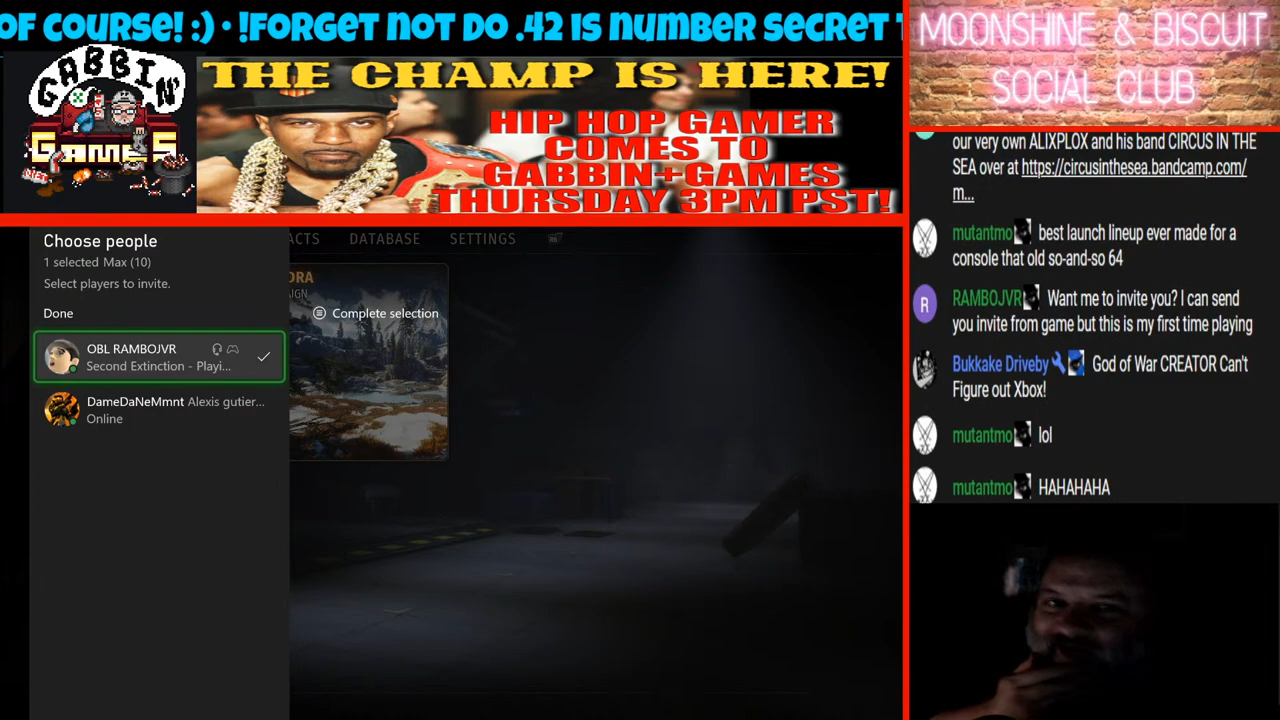 OF COURSE! :) • !FORGET NOT DO .42 IS NUMBER SECRET
GABBIN'
GAMES
THE CHAMP IS HERE!
HIP HOP GAMER
COMES TO
GABBIN+GAMES
THURSDAY 3PM PST!
MOONSHINE & BISCUIT
SOCIAL CLUB
Choose people
1 selected Max (10)
Select players to invite.
Done
Complete selection
OBL RAMBOJVR
Second Extinction - Playi...
DameDaNeMmnt Alexis gutier...
Online
ACTS DATABASE SETTINGS RB
ORA
AIGN
our very own ALIXPLOX and his band CIRCUS IN THE
SEA over at https://circusinthesea.bandcamp.com/
m...
mutantmo best launch lineup ever made for a
console that old so-and-so 64
RAMBOJVR Want me to invite you? I can send
you invite from game but this is my first time playing
Bukkake Driveby God of War CREATOR Can't
Figure out Xbox!
mutantmo lol
mutantmo HAHAHAHA
R